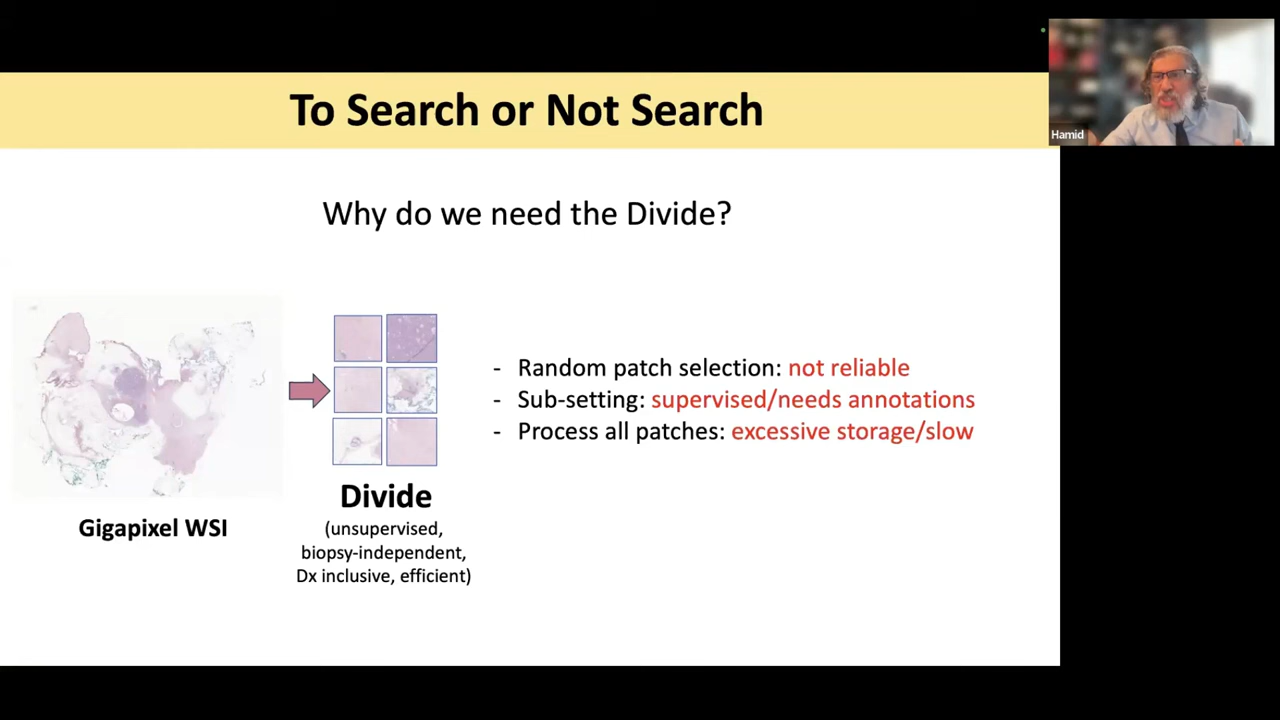 To Search or Not Search
Hamid
Why do we need the Divide?
- Random patch selection: not reliable
- Sub-setting: supervised/needs annotations
- Process all patches: excessive storage/slow
Divide
(unsupervised,
biopsy-independent,
Dx inclusive, efficient)
Gigapixel WSI